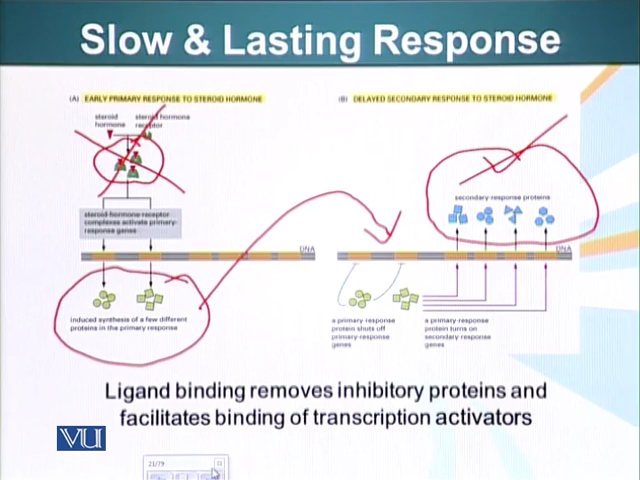 Slow & Lasting Response
(A) EARLY PRIMARY RESPONSE TO STEROID HORMONE
(B) DELAYED SECONDARY RESPONSE TO STEROID HORMONE
steroid
hormone
steroid hormone
receptor
steroid-hormone-receptor
complexes activate primary-
response genes
DNA
induced synthesis of a few different
proteins in the primary response
secondary-response proteins
DNA
a primary-response
protein shuts off
primary-response
genes
a primary-response
protein turns on
secondary response
genes
Ligand binding removes inhibitory proteins and
facilitates binding of transcription activators
VU
21/79